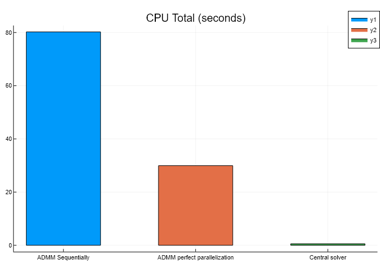 CPU Total (seconds)
y1
y2
y3
80
60
40
20
0
ADMM Sequentially
ADMM perfect parallelization
Central solver